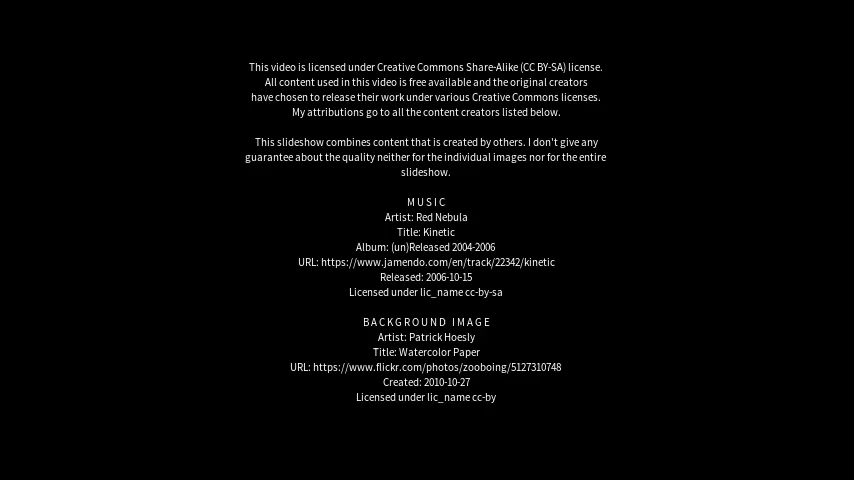 This video is licensed under Creative Commons Share-Alike (CC BY-SA) license.
All content used in this video is free available and the original creators
have chosen to release their work under various Creative Commons licenses.
My attributions go to all the content creators listed below.
This slideshow combines content that is created by others. I don't give any
guarantee about the quality neither for the individual images nor for the entire
slideshow.
MUSIC
Artist: Red Nebula
Title: Kinetic
Album: (un)Released 2004-2006
URL: https://www.jamendo.com/en/track/22342/kinetic
Released: 2006-10-15
Licensed under lic_name cc-by-sa
BACKGROUND IMAGE
Artist: Patrick Hoesly
Title: Watercolor Paper
URL: https://www.flickr.com/photos/zooboing/5127310748
Created: 2010-10-27
Licensed under lic_name cc-by